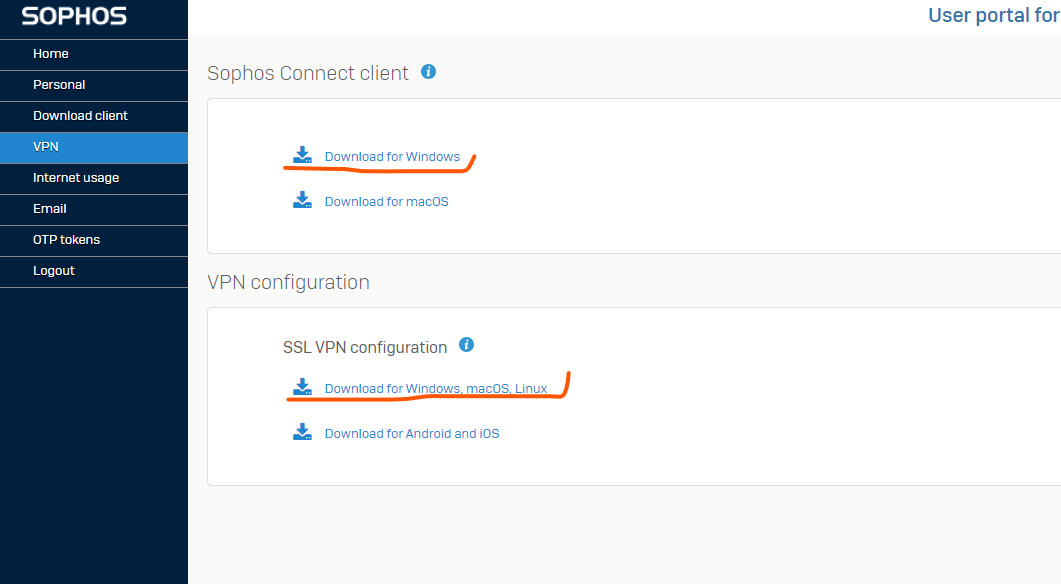 SOPHOS
User portal for
Home
Personal
Download client
VPN
Internet usage
Email
OTP tokens
Logout
Sophos Connect client
Download for Windows
Download for macOS
VPN configuration
SSL VPN configuration
Download for Windows, macOS, Linux
Download for Android and iOS